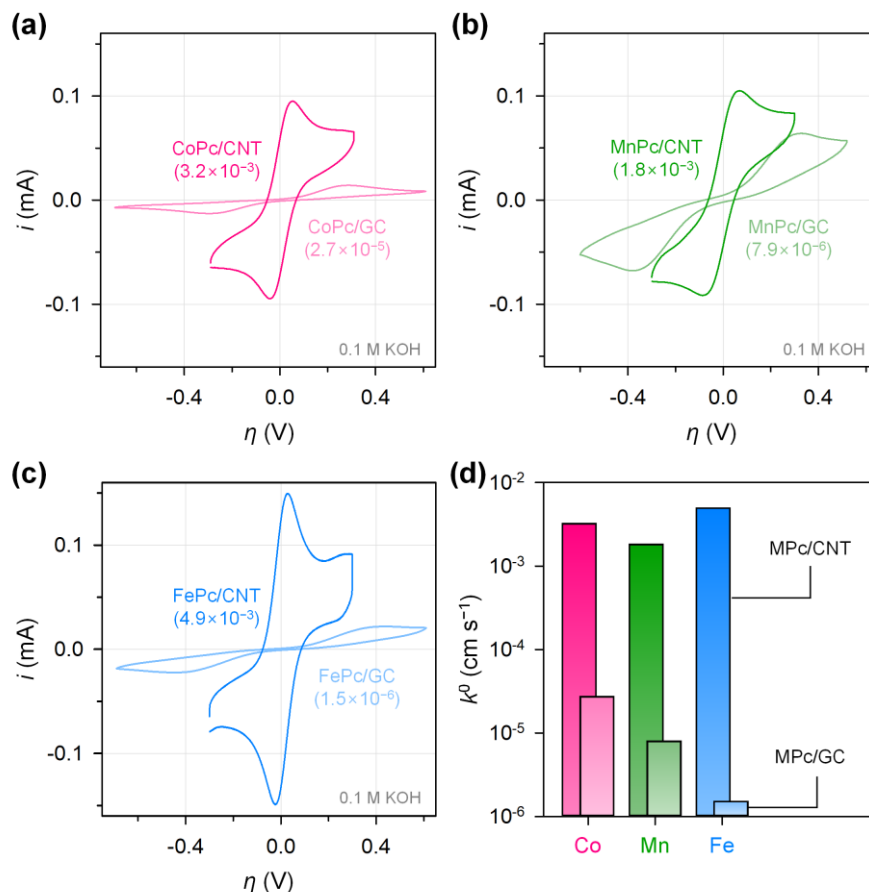 (a)
0.1
0.0
-0.1
i (mA)
CoPc/CNT
(3.2×10⁻³)
CoPc/GC
(2.7×10⁻⁵)
0.1 M KOH
-0.4
0.0
0.4
η (V)
(b)
0.1
0.0
-0.1
i (mA)
MnPc/CNT
(1.8×10⁻³)
MnPc/GC
(7.9×10⁻⁶)
0.1 M KOH
-0.4
0.0
0.4
η (V)
(c)
0.1
0.0
-0.1
i (mA)
FePc/CNT
(4.9×10⁻³)
FePc/GC
(1.5×10⁻⁶)
0.1 M KOH
-0.4
0.0
0.4
η (V)
(d)
10⁻²
10⁻³
10⁻⁴
10⁻⁵
10⁻⁶
k⁰ (cm s⁻¹)
MPc/CNT
MPc/GC
Co
Mn
Fe